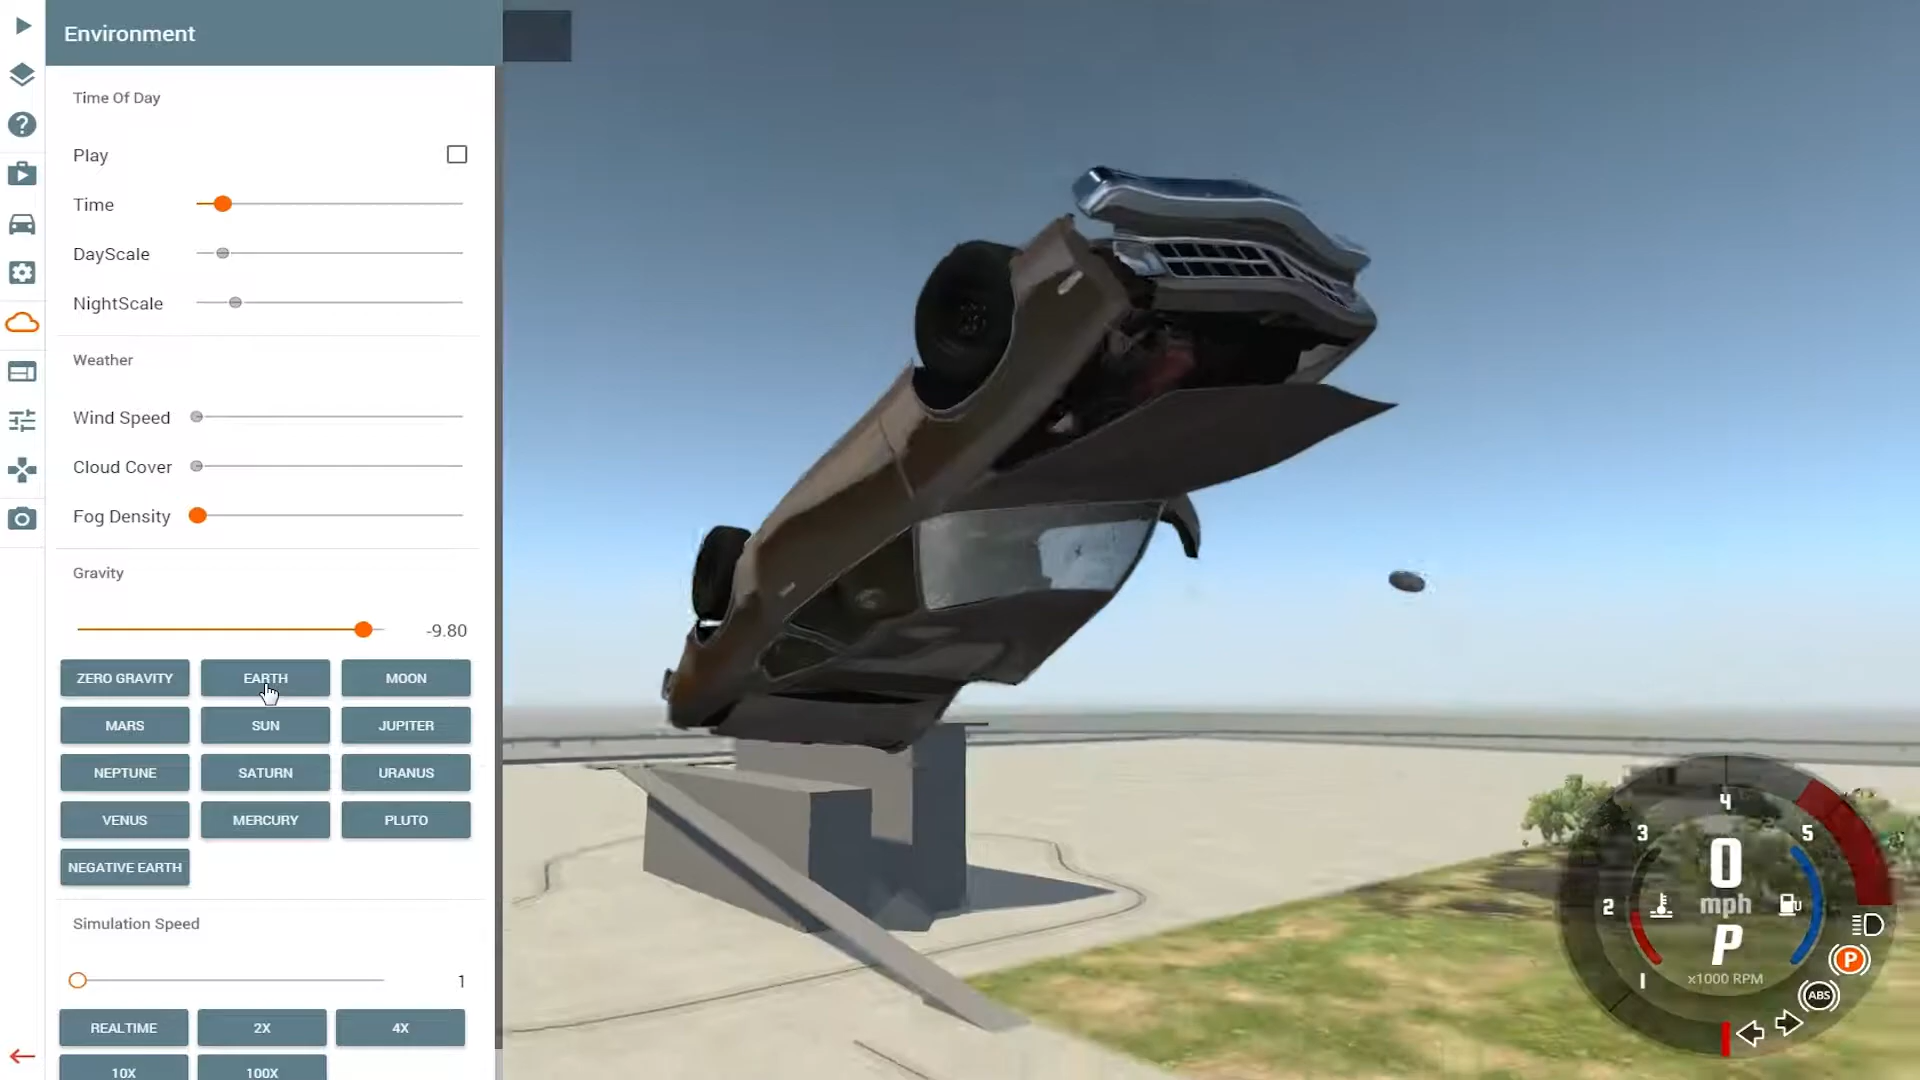 Environment
Time Of Day
Play
Time
DayScale
NightScale
Weather
Wind Speed
Cloud Cover
Fog Density
Gravity
-9.80
ZERO GRAVITY EARTH MOON
MARS SUN JUPITER
NEPTUNE SATURN URANUS
VENUS MERCURY PLUTO
NEGATIVE EARTH
Simulation Speed
1
REALTIME 2X 4X
10X 100X
4
3 5
0
2 mph
P
P
1 x1000 RPM
ABS